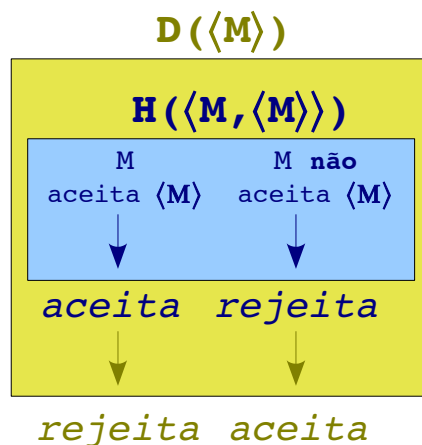 D(⟨M⟩)
H(⟨M,⟨M⟩⟩)
M M não
aceita ⟨M⟩ aceita ⟨M⟩
aceita rejeita
rejeita aceita